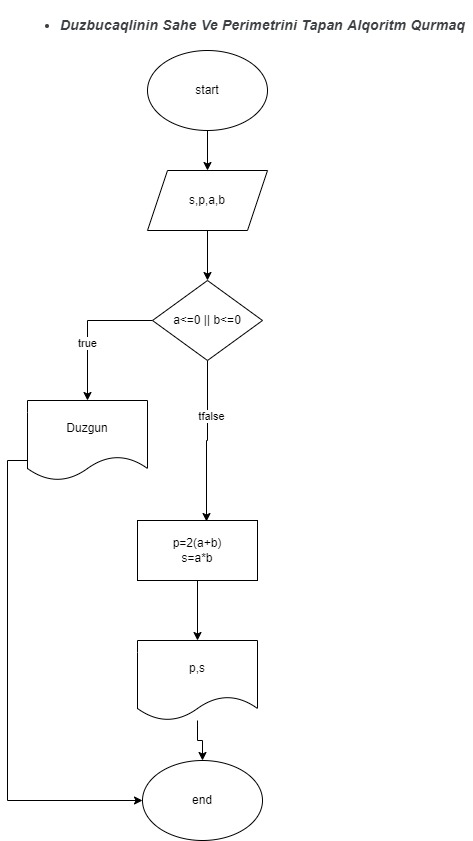 Duzbucaqlinin Sahe Ve Perimetrini Tapan Alqoritm Qurmaq
start
s,p,a,b
a<=0 || b<=0
true
Duzgun
tfalse
p=2(a+b)
s=a*b
p,s
end